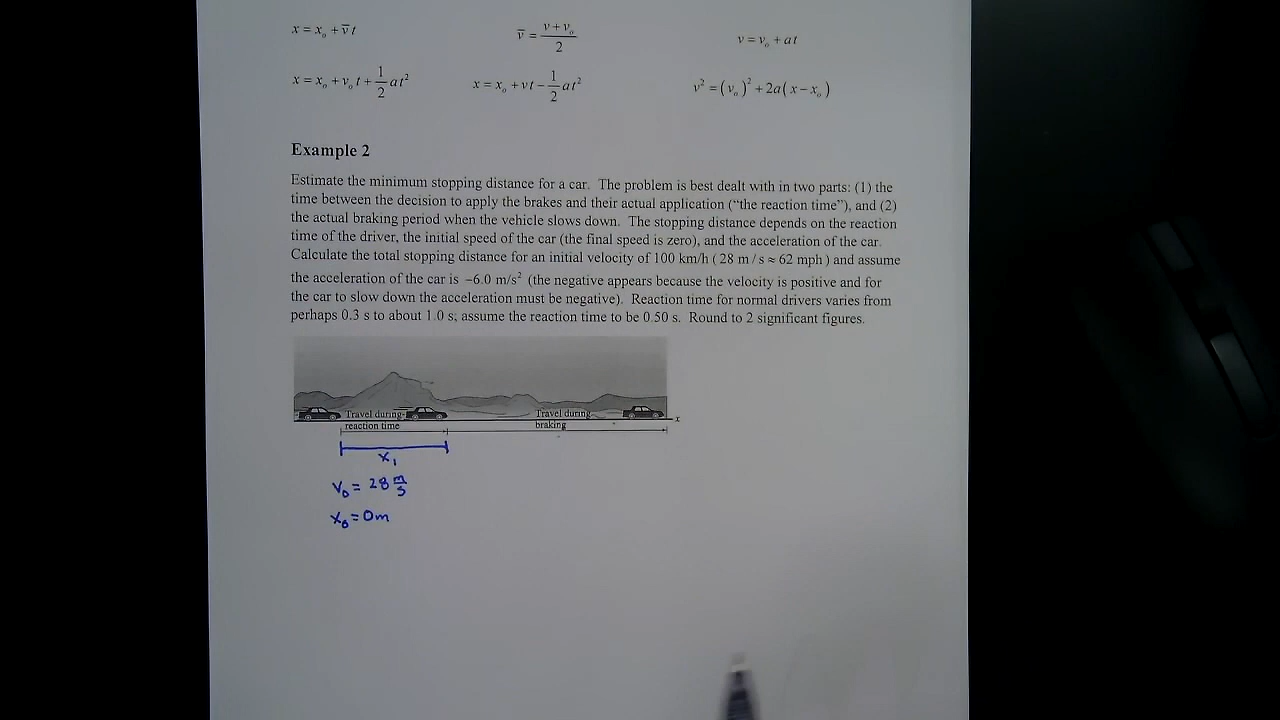 x = x₀ + v̄ t    v̄ = (v + v₀)/2    v = v₀ + at
x = x₀ + v₀t + 1/2 at²    x = x₀ + vt − 1/2 at²    v² = (v₀)² + 2a(x − x₀)
Example 2
Estimate the minimum stopping distance for a car. The problem is best dealt with in two parts: (1) the
time between the decision to apply the brakes and their actual application (“the reaction time”), and (2)
the actual braking period when the vehicle slows down. The stopping distance depends on the reaction
time of the driver, the initial speed of the car (the final speed is zero), and the acceleration of the car.
Calculate the total stopping distance for an initial velocity of 100 km/h ( 28 m / s ≈ 62 mph ) and assume
the acceleration of the car is −6.0 m/s² (the negative appears because the velocity is positive and for
the car to slow down the acceleration must be negative). Reaction time for normal drivers varies from
perhaps 0.3 s to about 1.0 s; assume the reaction time to be 0.50 s. Round to 2 significant figures.
Travel during
reaction time
Travel during
braking
x
x₁
v₀ = 28 m/s
x₀ = 0m